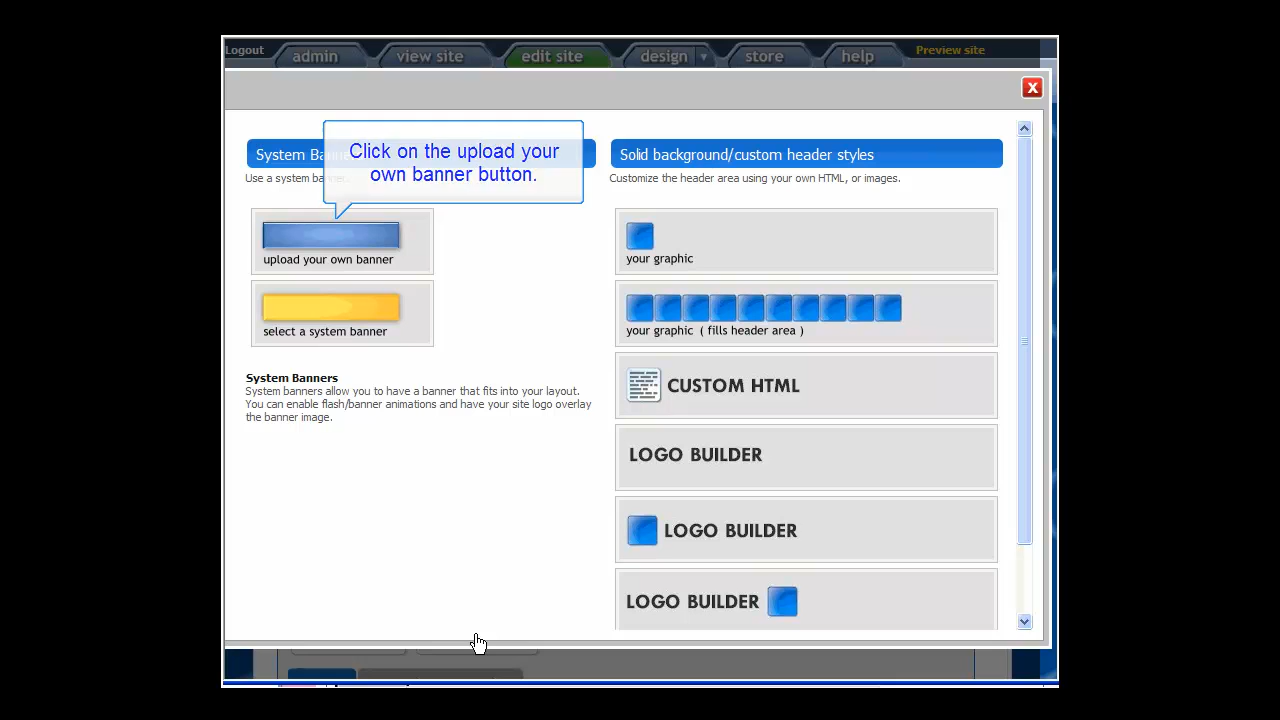 Logout
admin
view site
edit site
design
store
help
Preview site
X
Click on the upload your
own banner button.
System Bann
Use a system banner
upload your own banner
select a system banner
System Banners
System banners allow you to have a banner that fits into your layout.
You can enable flash/banner animations and have your site logo overlay
the banner image.
Solid background/custom header styles
Customize the header area using your own HTML, or images.
your graphic
your graphic ( fills header area )
CUSTOM HTML
LOGO BUILDER
LOGO BUILDER
LOGO BUILDER